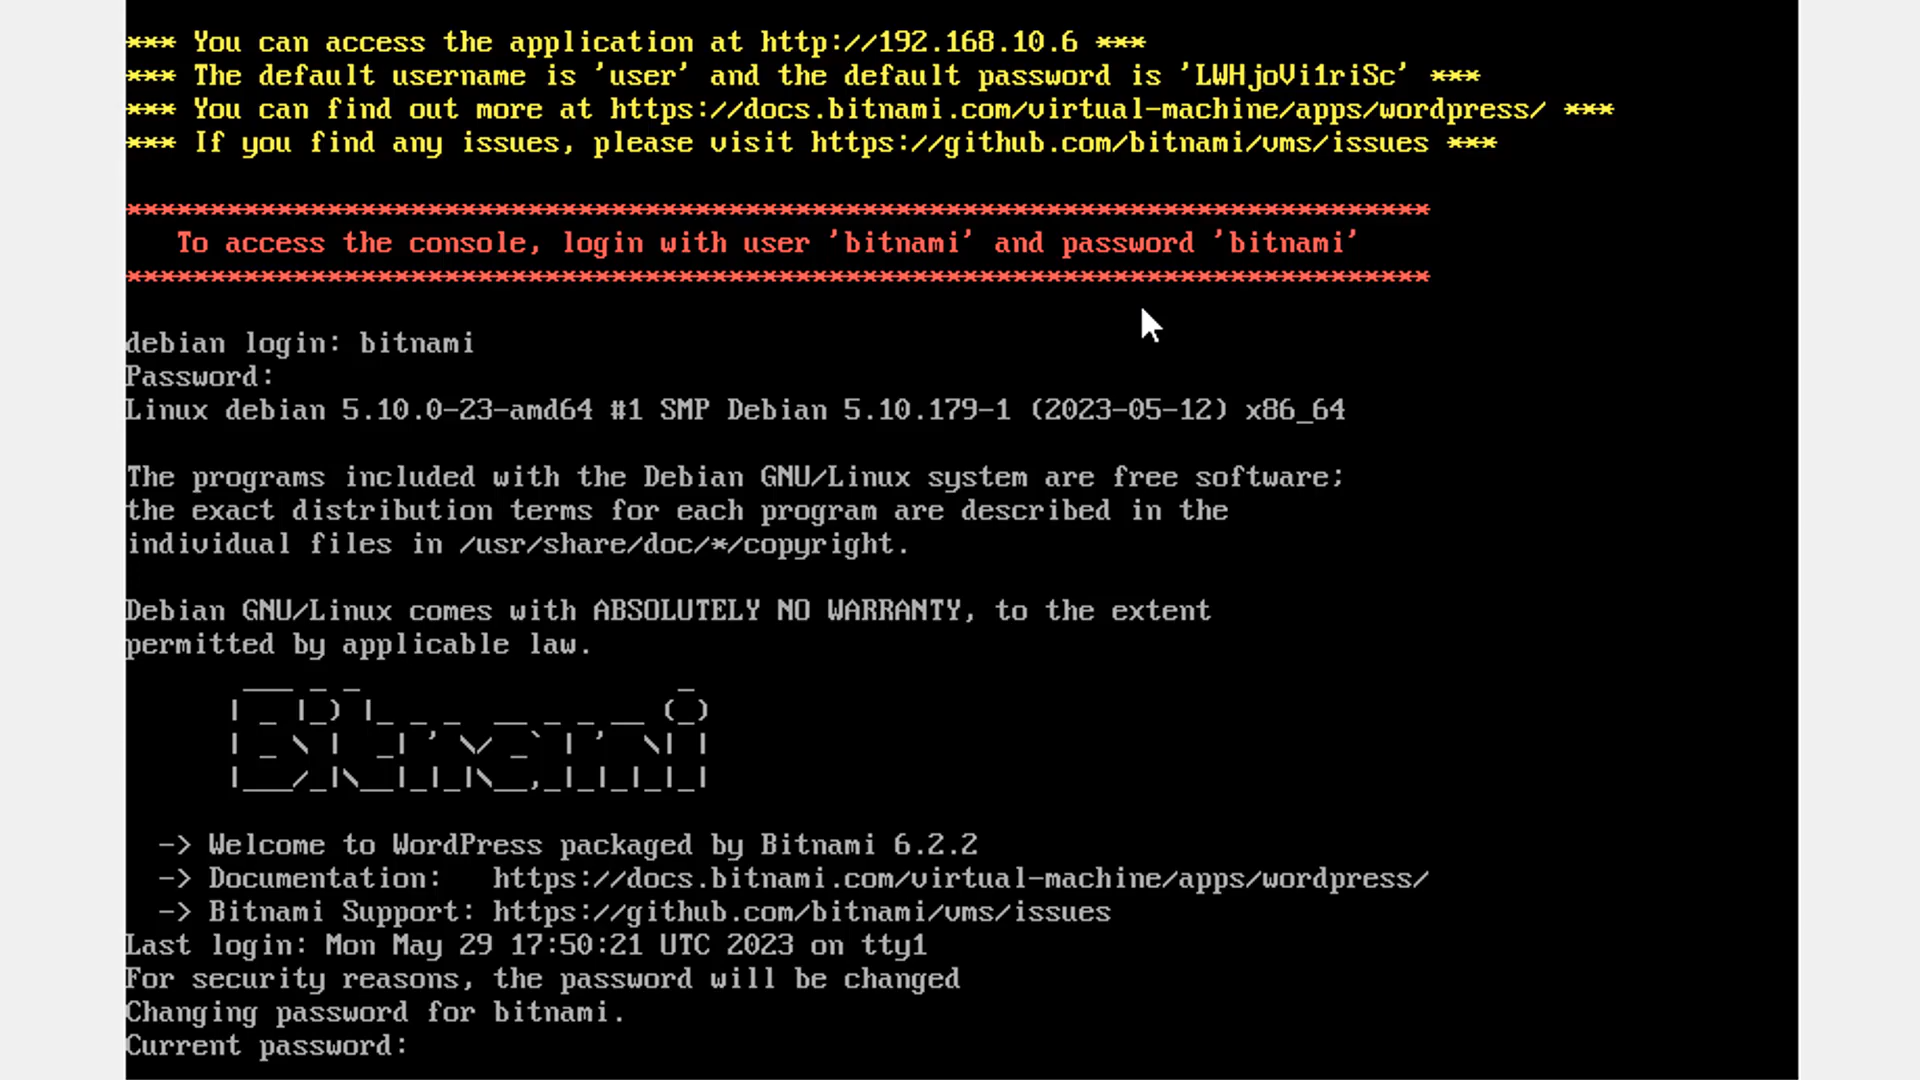 *** You can access the application at http://192.168.10.6 ***
*** The default username is 'user' and the default password is 'LWHjoVi1riSc' ***
*** You can find out more at https://docs.bitnami.com/virtual-machine/apps/wordpress/ ***
*** If you find any issues, please visit https://github.com/bitnami/vms/issues ***
******************************************************************************
To access the console, login with user 'bitnami' and password 'bitnami'
******************************************************************************
debian login: bitnami
Password:
Linux debian 5.10.0-23-amd64 #1 SMP Debian 5.10.179-1 (2023-05-12) x86_64
The programs included with the Debian GNU/Linux system are free software;
the exact distribution terms for each program are described in the
individual files in /usr/share/doc/*/copyright.
Debian GNU/Linux comes with ABSOLUTELY NO WARRANTY, to the extent
permitted by applicable law.
Bitnami
-> Welcome to WordPress packaged by Bitnami 6.2.2
-> Documentation: https://docs.bitnami.com/virtual-machine/apps/wordpress/
-> Bitnami Support: https://github.com/bitnami/vms/issues
Last login: Mon May 29 17:50:21 UTC 2023 on tty1
For security reasons, the password will be changed
Changing password for bitnami.
Current password: